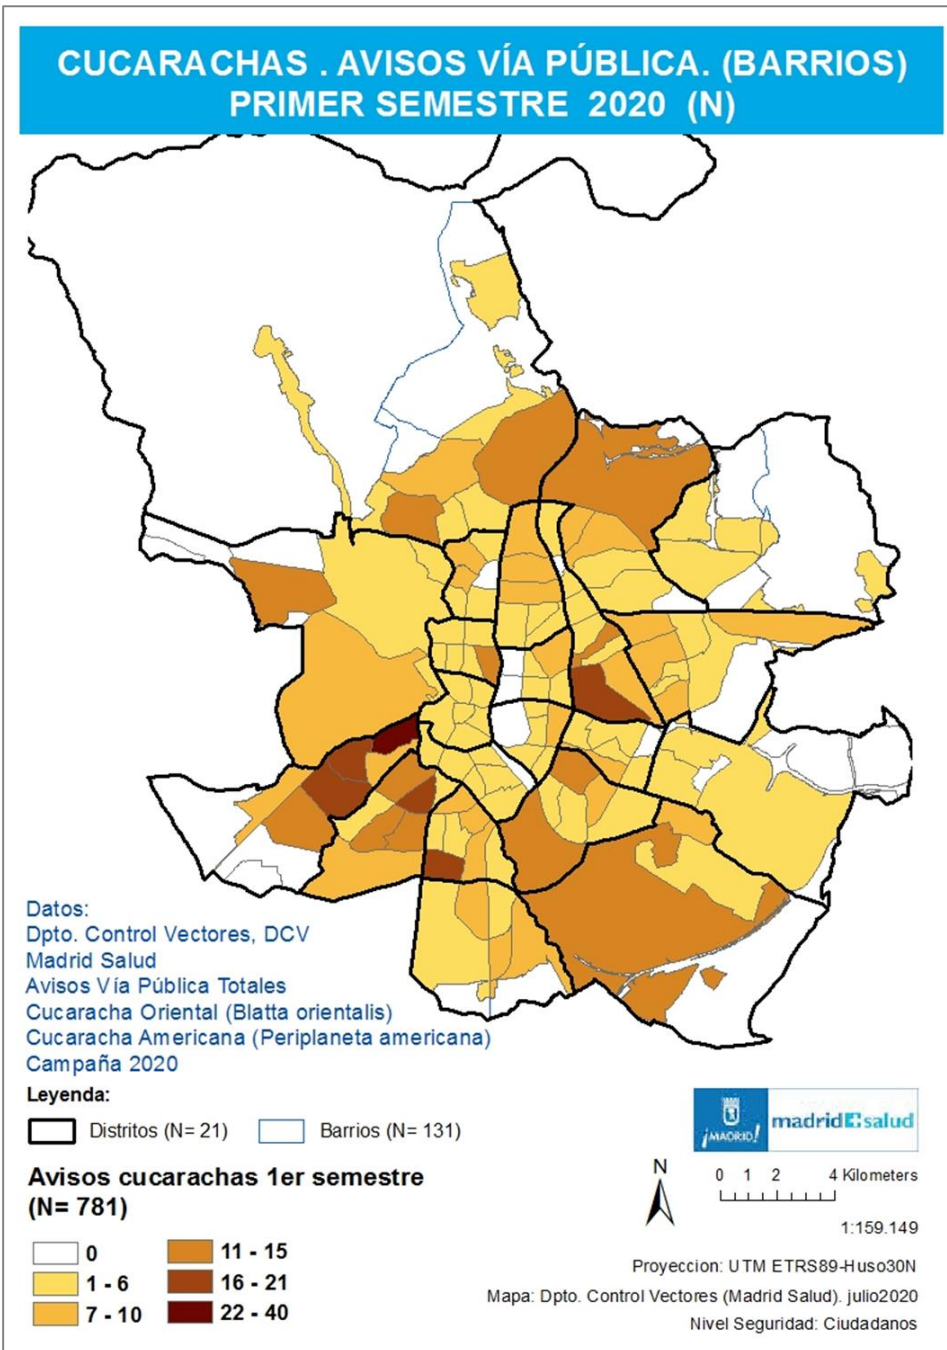 CUCARACHAS . AVISOS VÍA PÚBLICA. (BARRIOS)
PRIMER SEMESTRE 2020 (N)
Datos:
Dpto. Control Vectores, DCV
Madrid Salud
Avisos Vía Pública Totales
Cucaracha Oriental (Blatta orientalis)
Cucaracha Americana (Periplaneta americana)
Campaña 2020
Leyenda:
Distritos (N= 21)
Barrios (N= 131)
Avisos cucarachas 1er semestre
(N= 781)
0
1 - 6
7 - 10
11 - 15
16 - 21
22 - 40
¡MADRID!
madrid salud
N
0 1 2 4 Kilometers
1:159.149
Proyeccion: UTM ETRS89-Huso30N
Mapa: Dpto. Control Vectores (Madrid Salud). julio2020
Nivel Seguridad: Ciudadanos